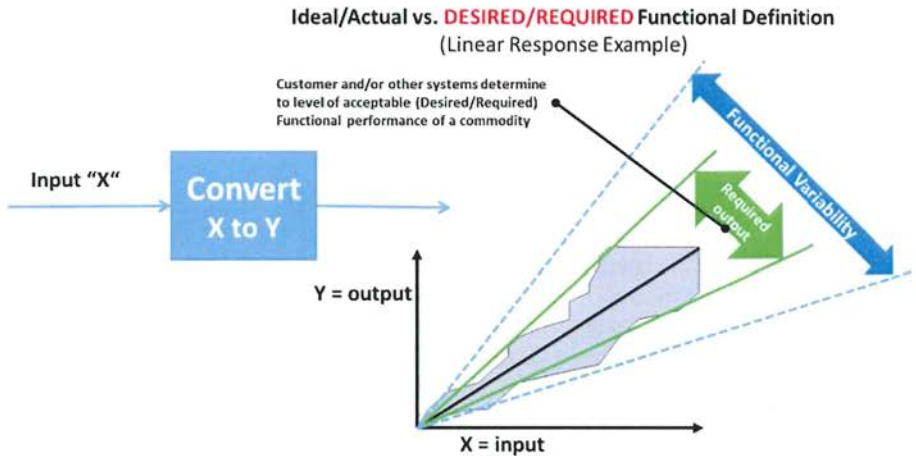 Ideal/Actual vs. DESIRED/REQUIRED Functional Definition
(Linear Response Example)
Customer and/or other systems determine
to level of acceptable (Desired/Required)
Functional performance of a commodity
Functional Variability
Input "X"
Convert
X to Y
Required
output
Y = output
X = input